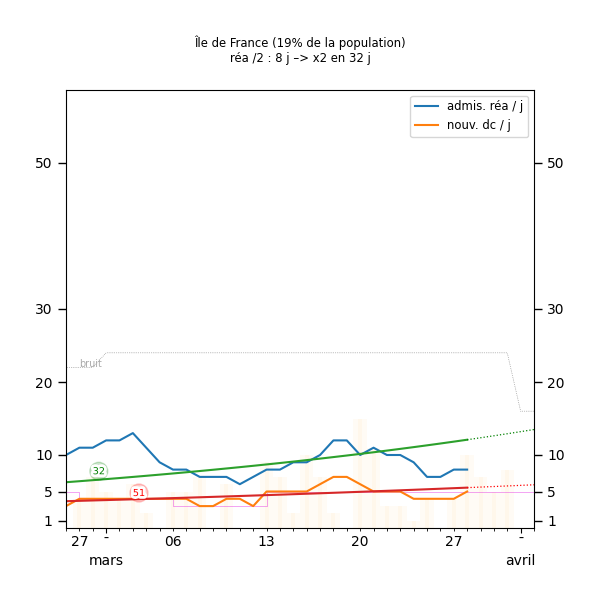 Île de France (19% de la population)
réa /2 : 8 j –> x2 en 32 j
admis. réa / j
nouv. dc / j
50 50
30 30
bruit
20 20
10 10
32
51
5 5
1 1
27 - 06 13 20 27 -
mars avril